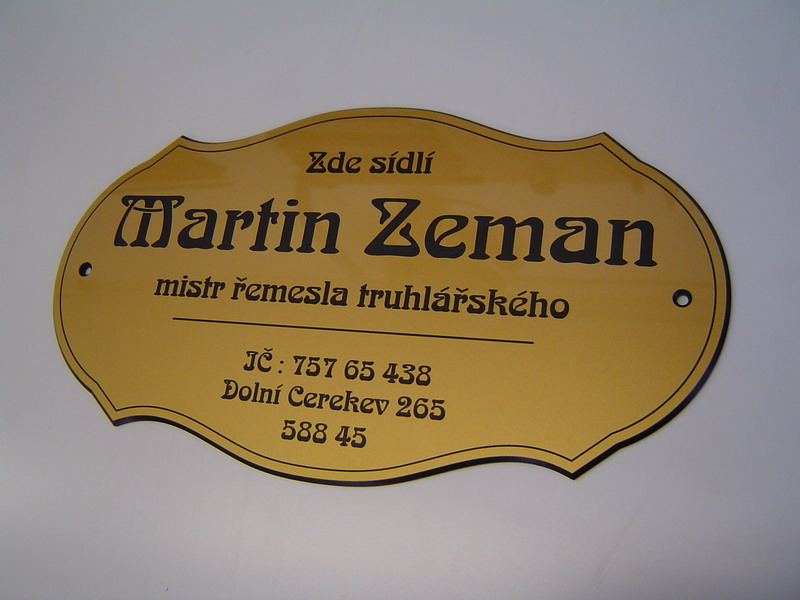 Zde sídlí
Martin Zeman
mistr řemesla truhlářského
IČ : 757 65 438
Dolní Cerekev 265
588 45